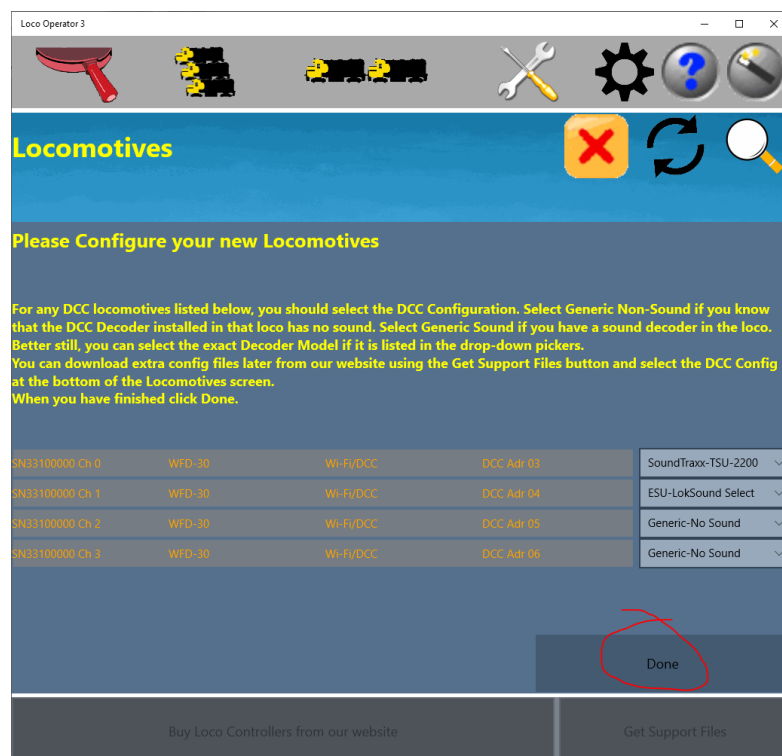 Loco Operator 3
Locomotives
Please Configure your new Locomotives
For any DCC locomotives listed below, you should select the DCC Configuration. Select Generic Non-Sound if you know
that the DCC Decoder installed in that loco has no sound. Select Generic Sound if you have a sound decoder in the loco.
Better still, you can select the exact Decoder Model if it is listed in the drop-down pickers.
You can download extra config files later from our website using the Get Support Files button and select the DCC Config
at the bottom of the Locomotives screen.
When you have finished click Done.
SN33100000 Ch 0 WFD-30 Wi-Fi/DCC DCC Adr 03 SoundTraxx-TSU-2200
SN33100000 Ch 1 WFD-30 Wi-Fi/DCC DCC Adr 04 ESU-LokSound Select
SN33100000 Ch 2 WFD-30 Wi-Fi/DCC DCC Adr 05 Generic-No Sound
SN33100000 Ch 3 WFD-30 Wi-Fi/DCC DCC Adr 06 Generic-No Sound
Done
Buy Loco Controllers from our website Get Support Files